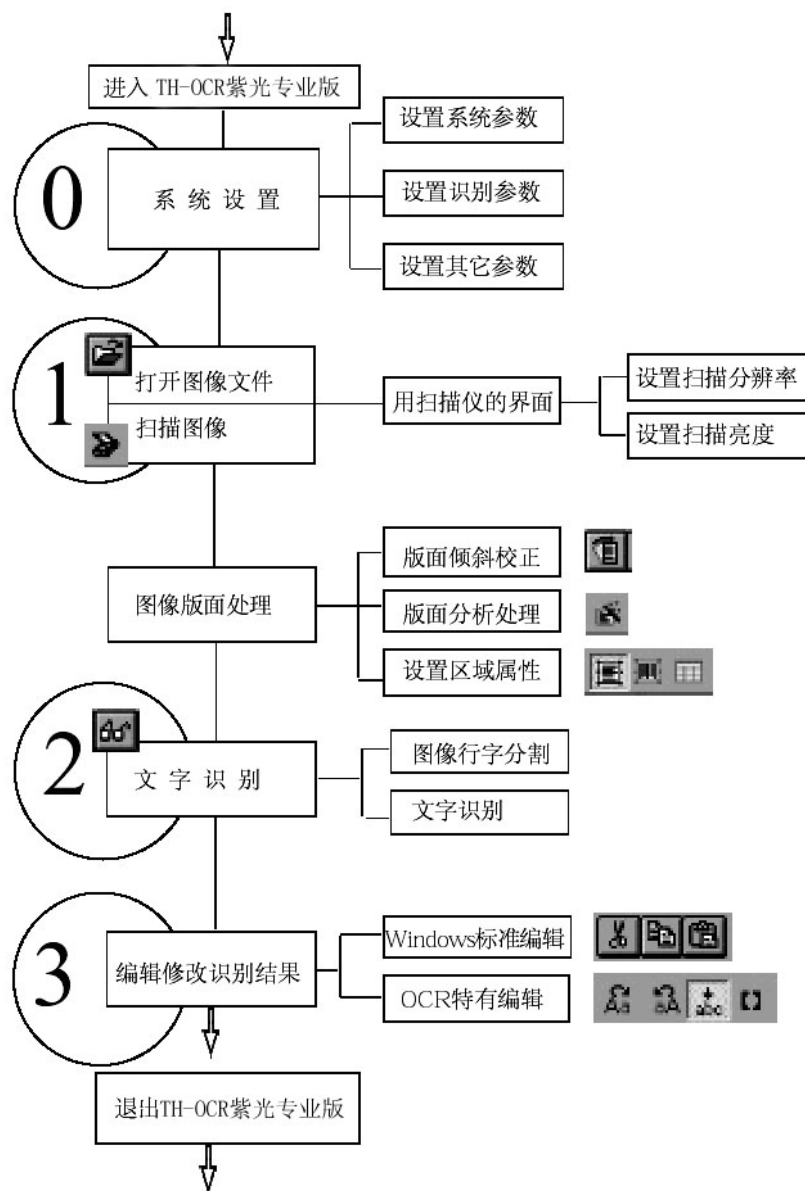 进入 TH-OCR紫光专业版
0
系统设置
设置系统参数
设置识别参数
设置其它参数
1
打开图像文件
扫描图像
用扫描仪的界面
设置扫描分辨率
设置扫描亮度
图像版面处理
版面倾斜校正
版面分析处理
设置区域属性
2
文字识别
图像行字分割
文字识别
3
编辑修改识别结果
Windows标准编辑
OCR特有编辑
abc
退出TH-OCR紫光专业版